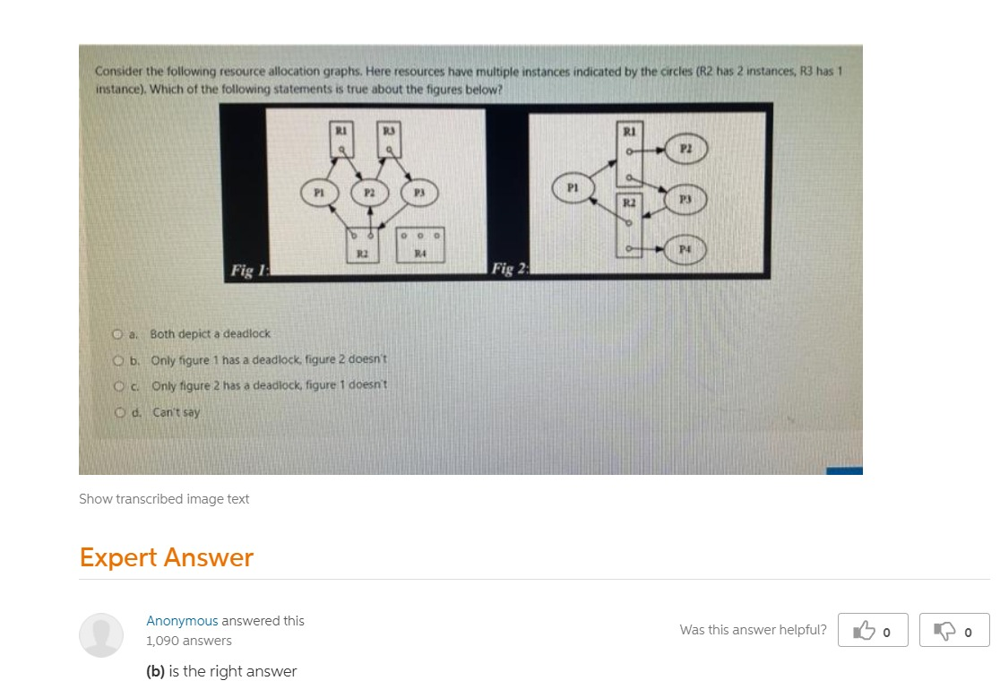 Consider the following resource allocation graphs. Here resources have multiple instances indicated by the circles (R2 has 2 instances, R3 has 1
instance). Which of the following statements is true about the figures below?
R1
R3
P1
P2
P3
R2
R4
Fig 1:
R1
P2
P1
P3
R2
P4
Fig 2:
a. Both depict a deadlock
b. Only figure 1 has a deadlock, figure 2 doesn't
c. Only figure 2 has a deadlock, figure 1 doesn't
d. Can't say
Show transcribed image text
Expert Answer
Anonymous answered this
Was this answer helpful?
0
0
1,090 answers
(b) is the right answer